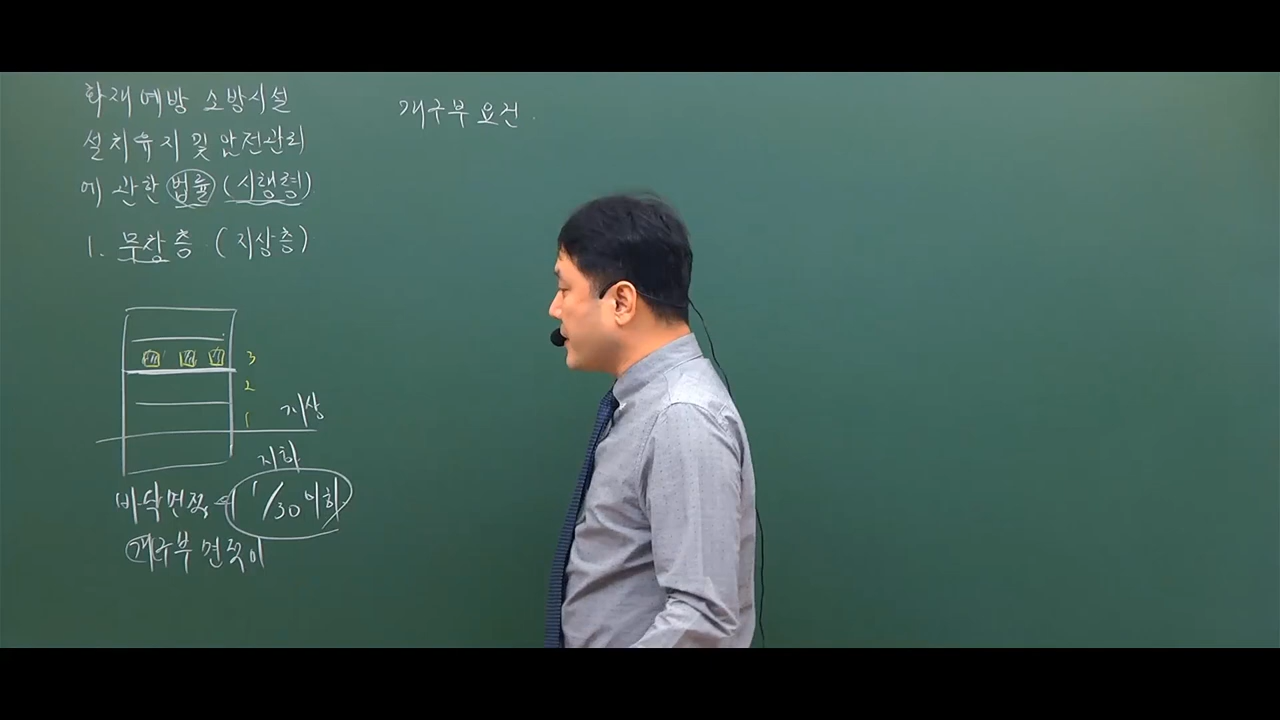 화재예방 소방시설
설치유지 및 안전관리
에 관한 법률 (시행령)
1. 무창층 (지상층)
3
2
1
지상
지하
바닥면적의 1/30 이하
개구부 면적이
개구부 요건.